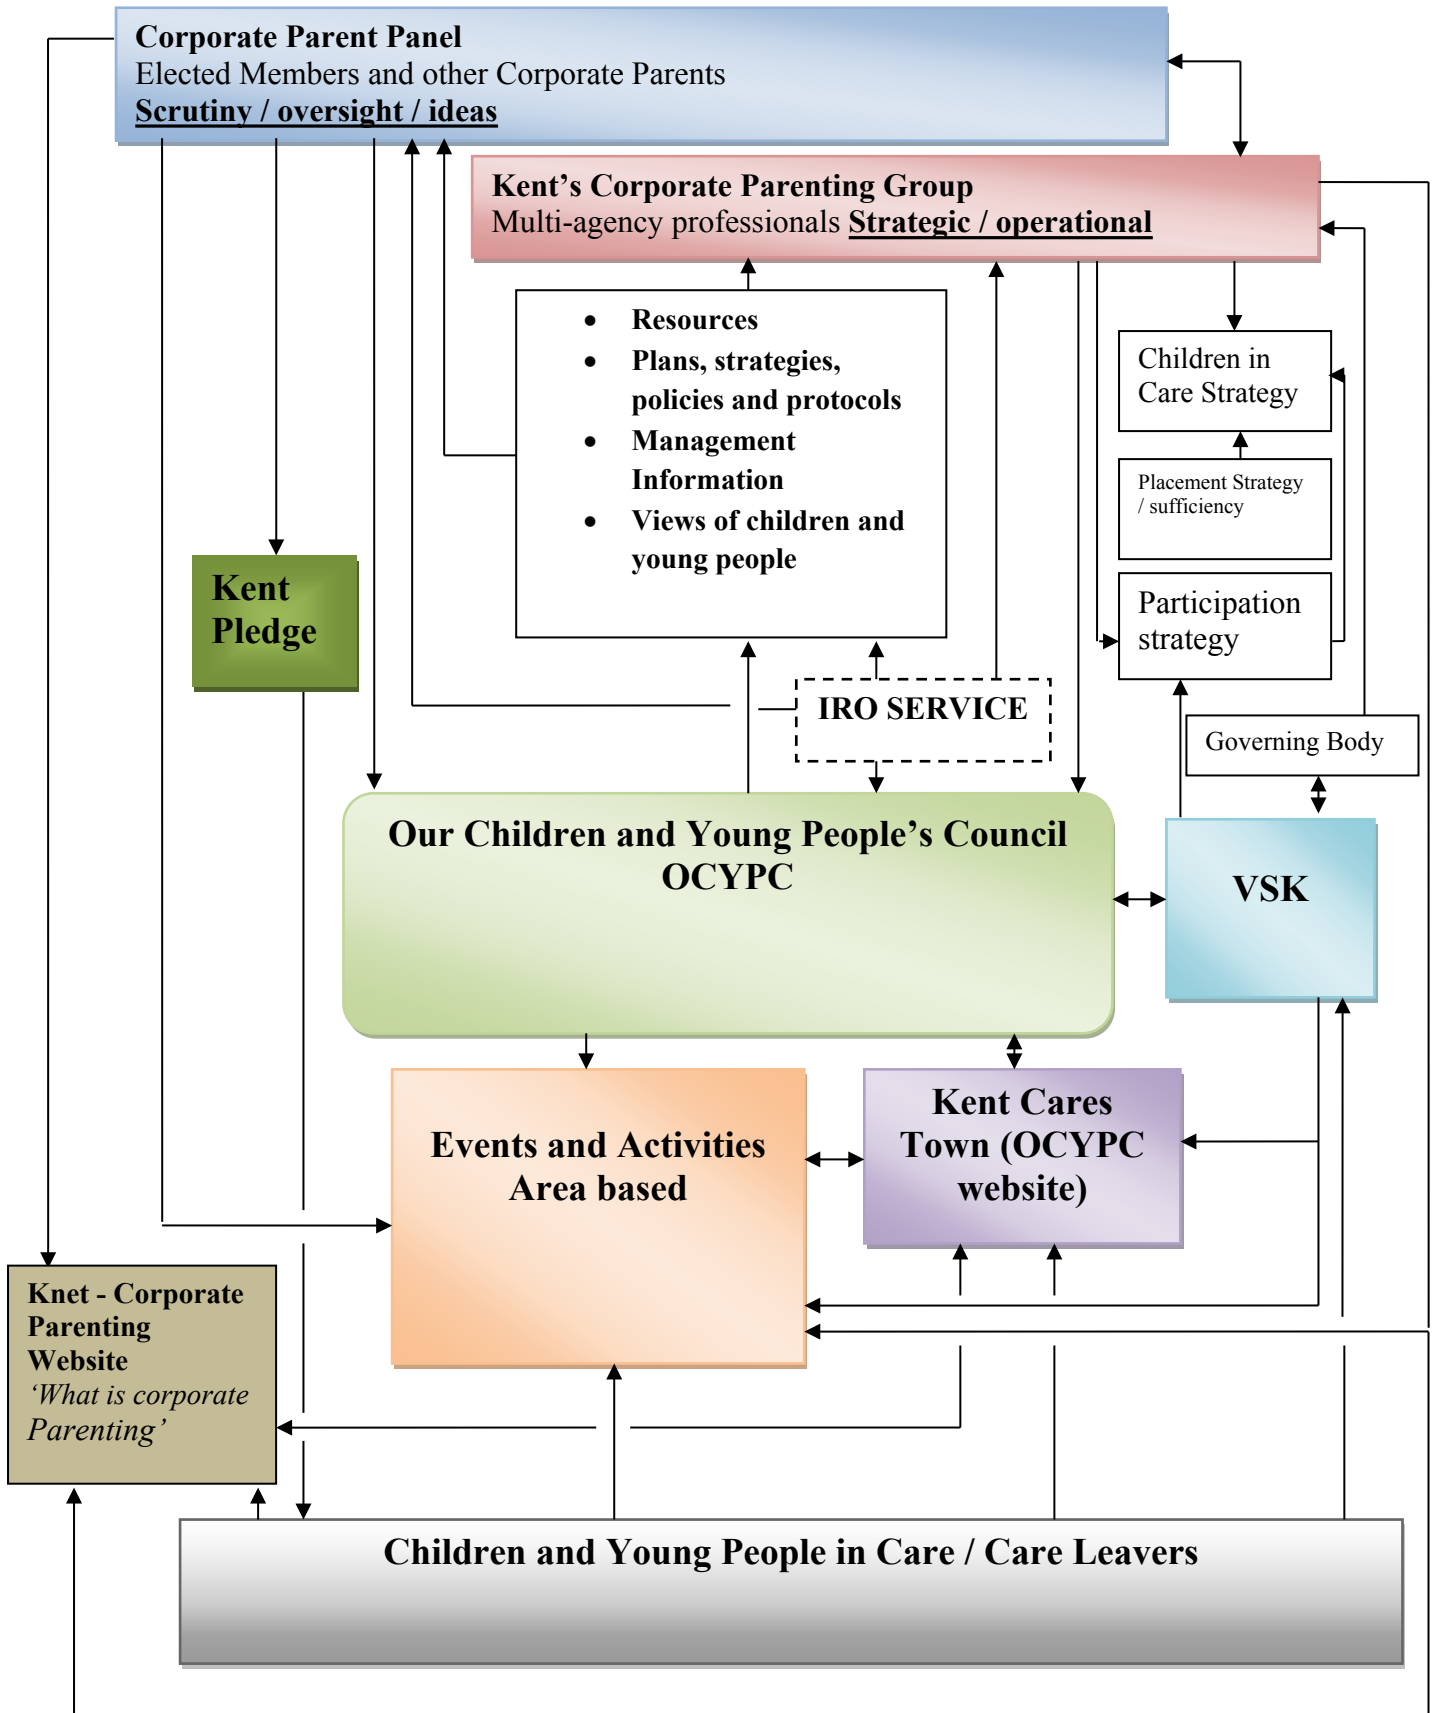 Corporate Parent Panel
Elected Members and other Corporate Parents
Scrutiny / oversight / ideas
Kent’s Corporate Parenting Group
Multi-agency professionals Strategic / operational
• Resources
• Plans, strategies,
policies and protocols
• Management
Information
• Views of children and
young people
Children in
Care Strategy
Placement Strategy
/ sufficiency
Participation
strategy
Kent
Pledge
IRO SERVICE
Governing Body
Our Children and Young People’s Council
OCYPC
VSK
Events and Activities
Area based
Kent Cares
Town (OCYPC
website)
Knet - Corporate
Parenting
Website
‘What is corporate
Parenting’
Children and Young People in Care / Care Leavers